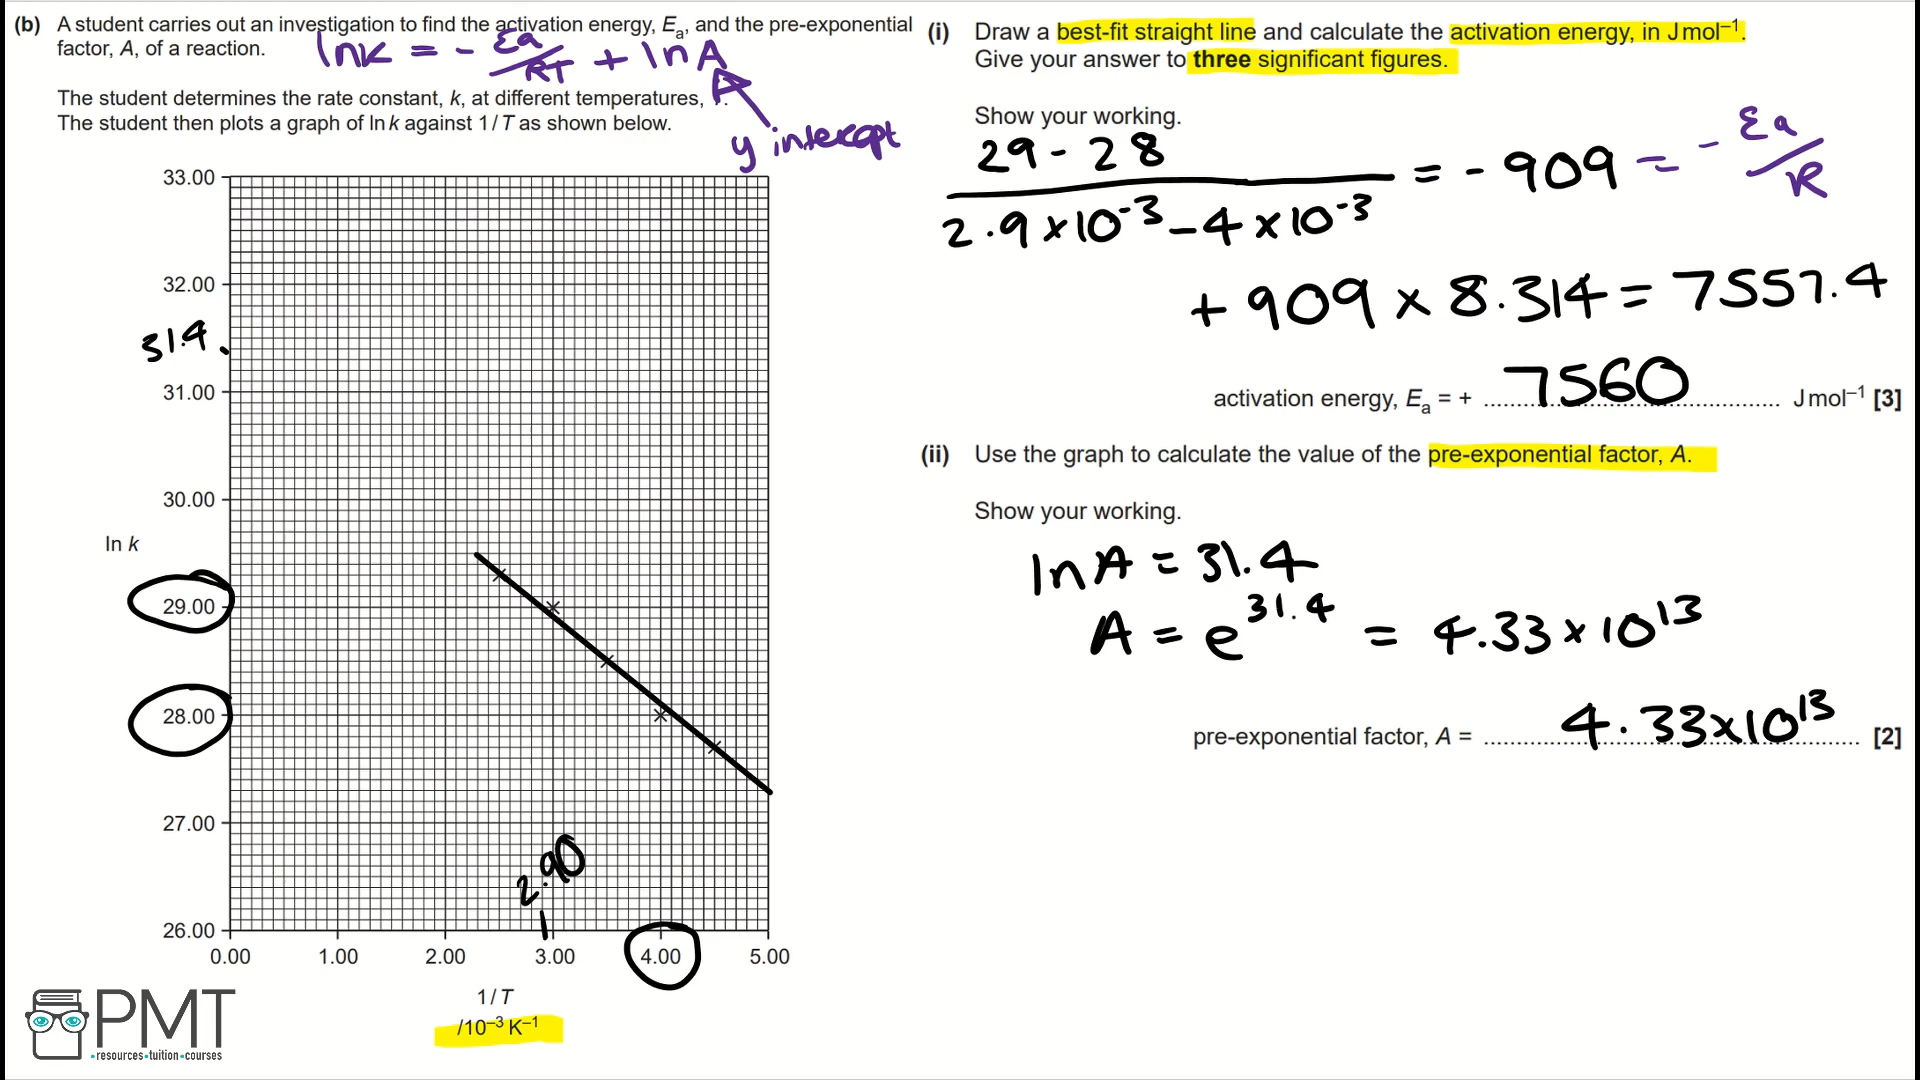 (b) A student carries out an investigation to find the activation energy, Ea, and the pre-exponential
factor, A, of a reaction.
lnk = - Ea/RT + ln A
The student determines the rate constant, k, at different temperatures,
The student then plots a graph of ln k against 1/T as shown below.
y intercept
33.00
32.00
31.4
31.00
30.00
ln k
29.00
28.00
27.00
2.90
26.00
0.00 1.00 2.00 3.00 4.00 5.00
1/T
/10⁻³ K⁻¹
PMT
•resources•tuition•courses
(i) Draw a best-fit straight line and calculate the activation energy, in J mol⁻¹.
Give your answer to three significant figures.
Show your working.
29 - 28
= - 909 = - Ea/R
2.9 × 10⁻³ - 4 × 10⁻³
+ 909 × 8.314 = 7557.4
7560
activation energy, Ea = + ........................................ J mol⁻¹ [3]
(ii) Use the graph to calculate the value of the pre-exponential factor, A.
Show your working.
ln A = 31.4
A = e³¹·⁴ = 4.33 × 10¹³
4.33 × 10¹³
pre-exponential factor, A = ........................................ [2]